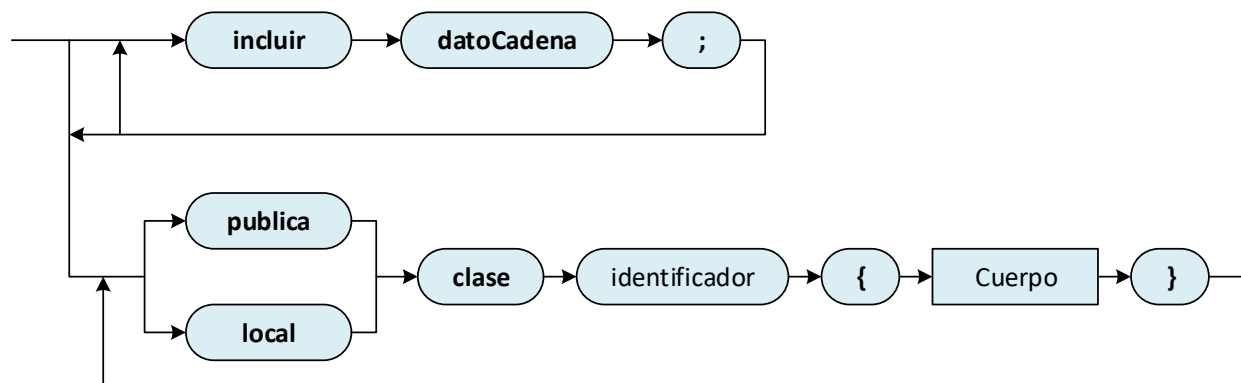 incluir datoCadena ;
publica
clase identificador { Cuerpo }
local